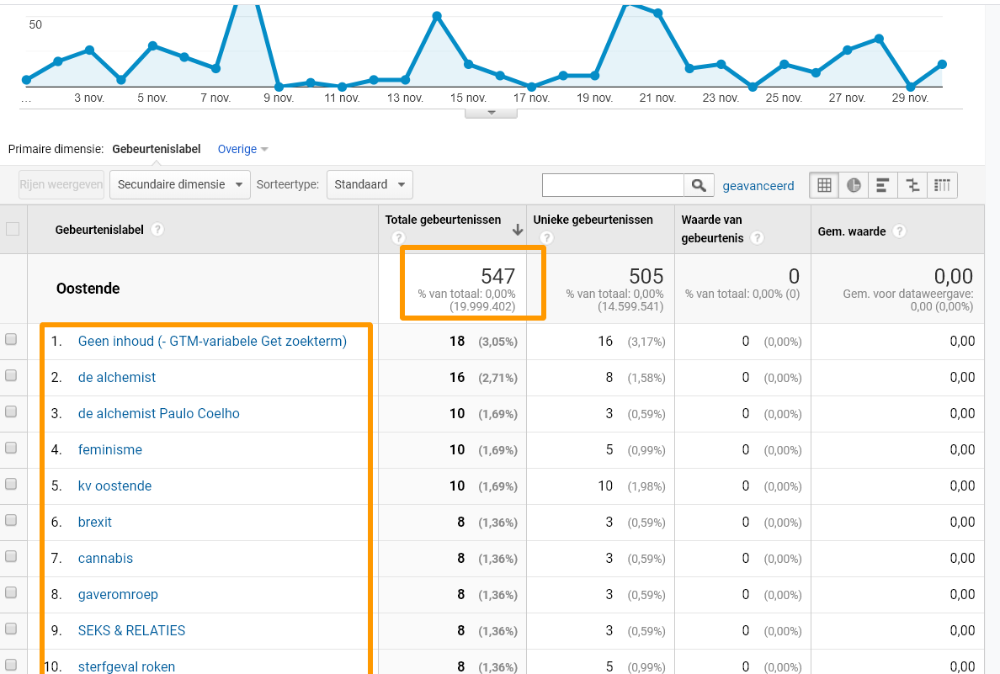 50
... 3 nov. 5 nov. 7 nov. 9 nov. 11 nov. 13 nov. 15 nov. 17 nov. 19 nov. 21 nov. 23 nov. 25 nov. 27 nov. 29 nov.
Primaire dimensie: Gebeurtenislabel Overige
Rijen weergeven Secundaire dimensie Sorteertype: Standaard geavanceerd
Gebeurtenislabel ? Totale gebeurtenissen ? Unieke gebeurtenissen ? Waarde van gebeurtenis ? Gem. waarde ?
Oostende 547 505 0 0,00
% van totaal: 0,00% % van totaal: 0,00% % van totaal: 0,00% (0) Gem. voor dataweergave:
(19.999.402) (14.599.541) 0,00 (0,00%)
1. Geen inhoud (- GTM-variabele Get zoekterm) 18 (3,05%) 16 (3,17%) 0 (0,00%) 0,00
2. de alchemist 16 (2,71%) 8 (1,58%) 0 (0,00%) 0,00
3. de alchemist Paulo Coelho 10 (1,69%) 3 (0,59%) 0 (0,00%) 0,00
4. feminisme 10 (1,69%) 5 (0,99%) 0 (0,00%) 0,00
5. kv oostende 10 (1,69%) 10 (1,98%) 0 (0,00%) 0,00
6. brexit 8 (1,36%) 3 (0,59%) 0 (0,00%) 0,00
7. cannabis 8 (1,36%) 3 (0,59%) 0 (0,00%) 0,00
8. gaveromroep 8 (1,36%) 3 (0,59%) 0 (0,00%) 0,00
9. SEKS & RELATIES 8 (1,36%) 3 (0,59%) 0 (0,00%) 0,00
10. sterfgeval roken 8 (1,36%) 5 (0,99%) 0 (0,00%) 0,00